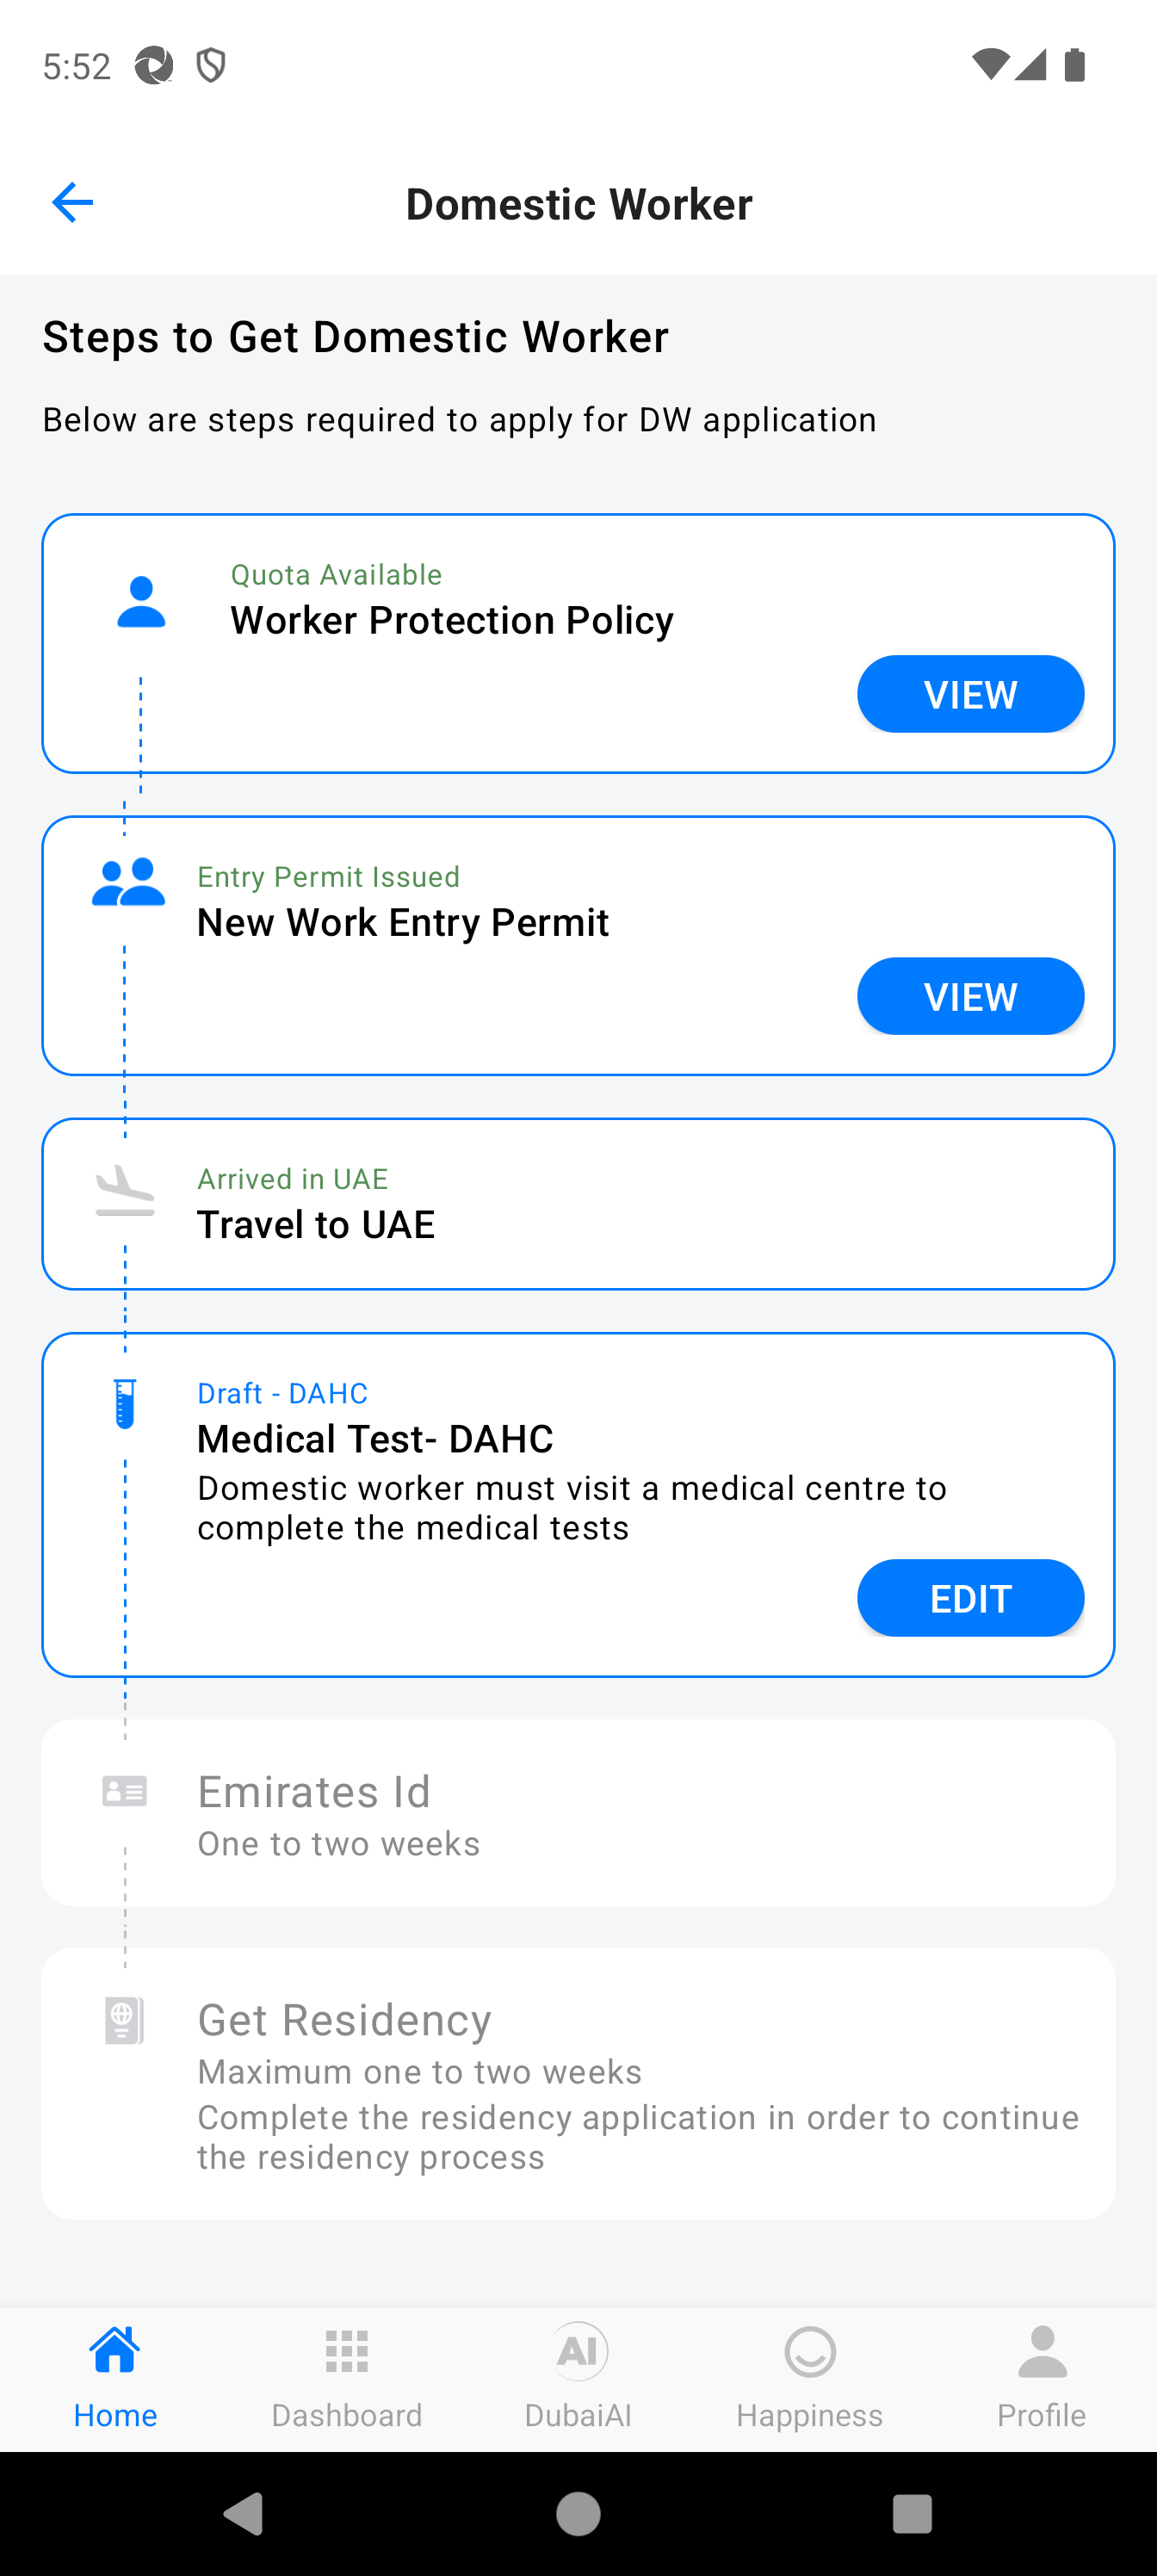 5:52
Domestic Worker
Steps to Get Domestic Worker
Below are steps required to apply for DW application
Quota Available
Worker Protection Policy
VIEW
Entry Permit Issued
New Work Entry Permit
VIEW
Arrived in UAE
Travel to UAE
Draft - DAHC
Medical Test- DAHC
Domestic worker must visit a medical centre to
complete the medical tests
EDIT
Emirates Id
One to two weeks
Get Residency
Maximum one to two weeks
Complete the residency application in order to continue
the residency process
AI
Home
Dashboard
DubaiAI
Happiness
Profile